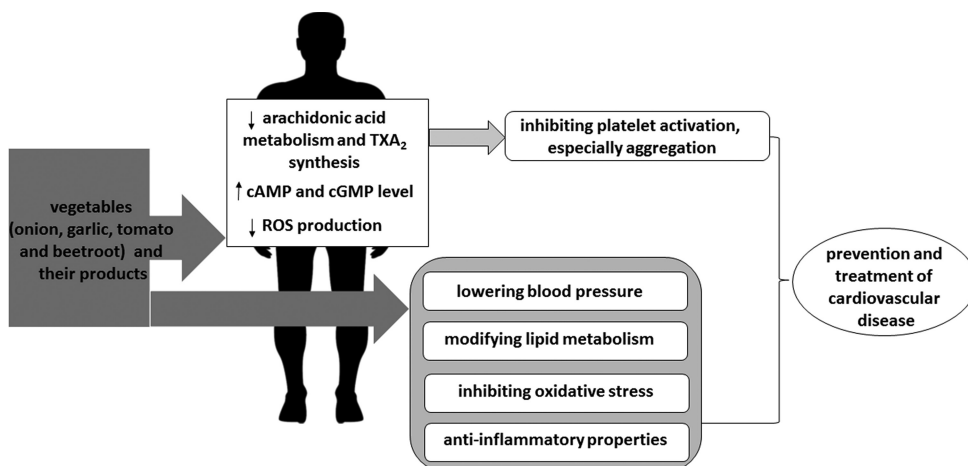 vegetables
(onion, garlic, tomato
and beetroot) and
their products
↓ arachidonic acid
metabolism and TXA₂
synthesis
↑ cAMP and cGMP level
↓ ROS production
inhibiting platelet activation,
especially aggregation
lowering blood pressure
modifying lipid metabolism
inhibiting oxidative stress
anti-inflammatory properties
prevention and
treatment of
cardiovascular
disease